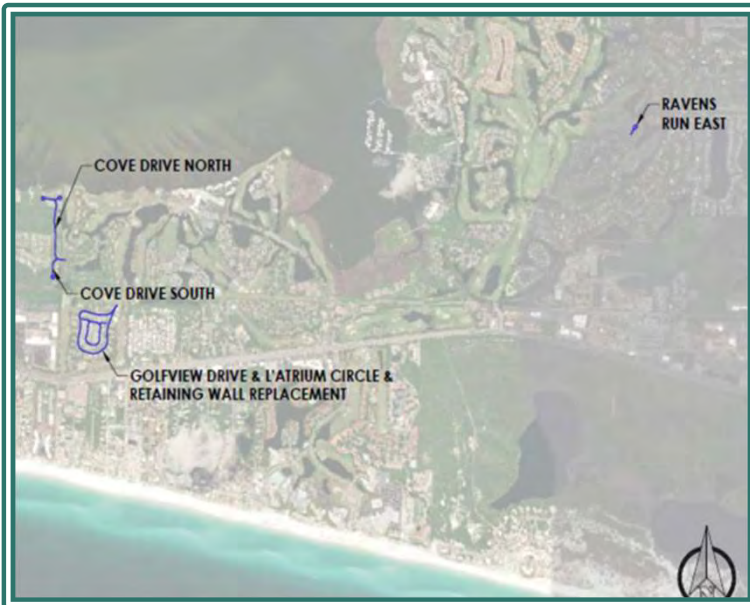 RAVENS
RUN EAST
COVE DRIVE NORTH
COVE DRIVE SOUTH
GOLFVIEW DRIVE & L'ATRIUM CIRCLE &
RETAINING WALL REPLACEMENT